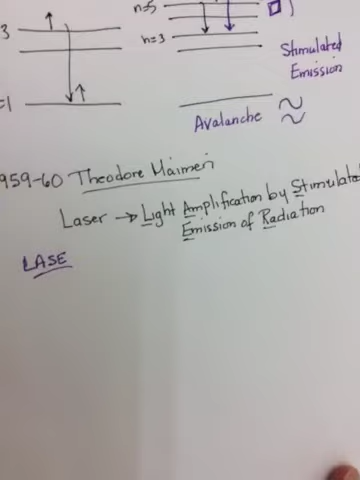 n=5
3
n=3
Stimulated
Emission
=1
Avalanche
959-60 Theodore Maimen
Laser → Light Amplification by Stimulate
Emission of Radiation
LASE